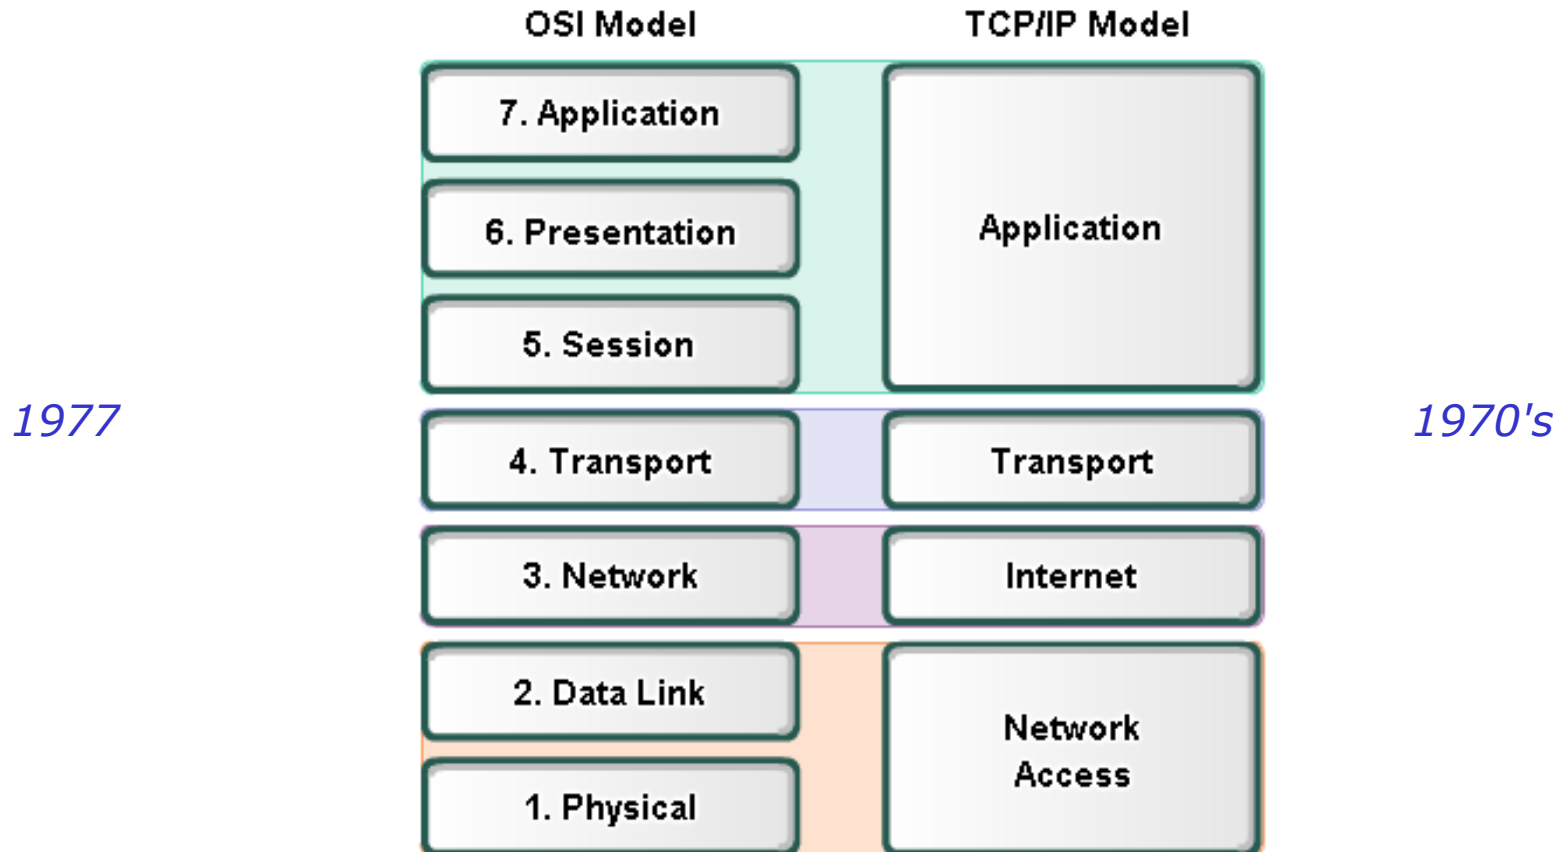 OSI Model
TCP/IP Model
7. Application
6. Presentation
5. Session
Application
1977
1970's
4. Transport
Transport
3. Network
Internet
2. Data Link
1. Physical
Network
Access